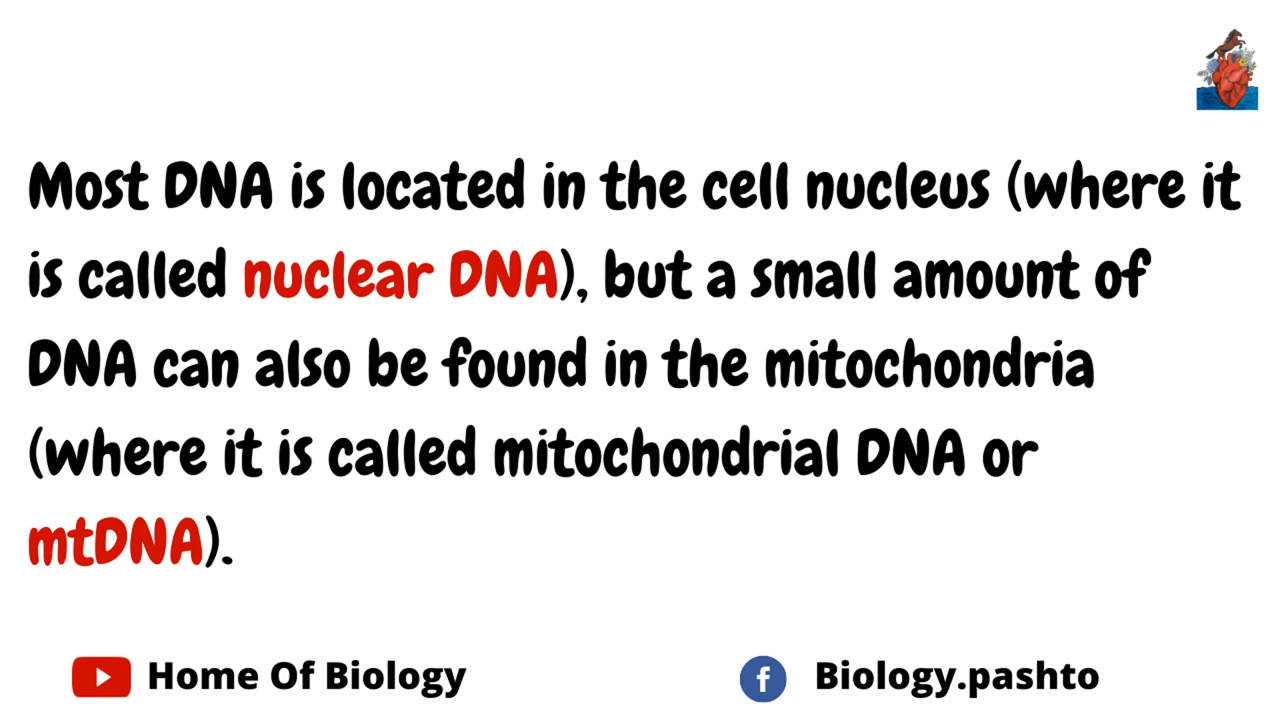 Most DNA is located in the cell nucleus (where it
is called nuclear DNA), but a small amount of
DNA can also be found in the mitochondria
(where it is called mitochondrial DNA or
mtDNA).
Home Of Biology
Biology.pashto